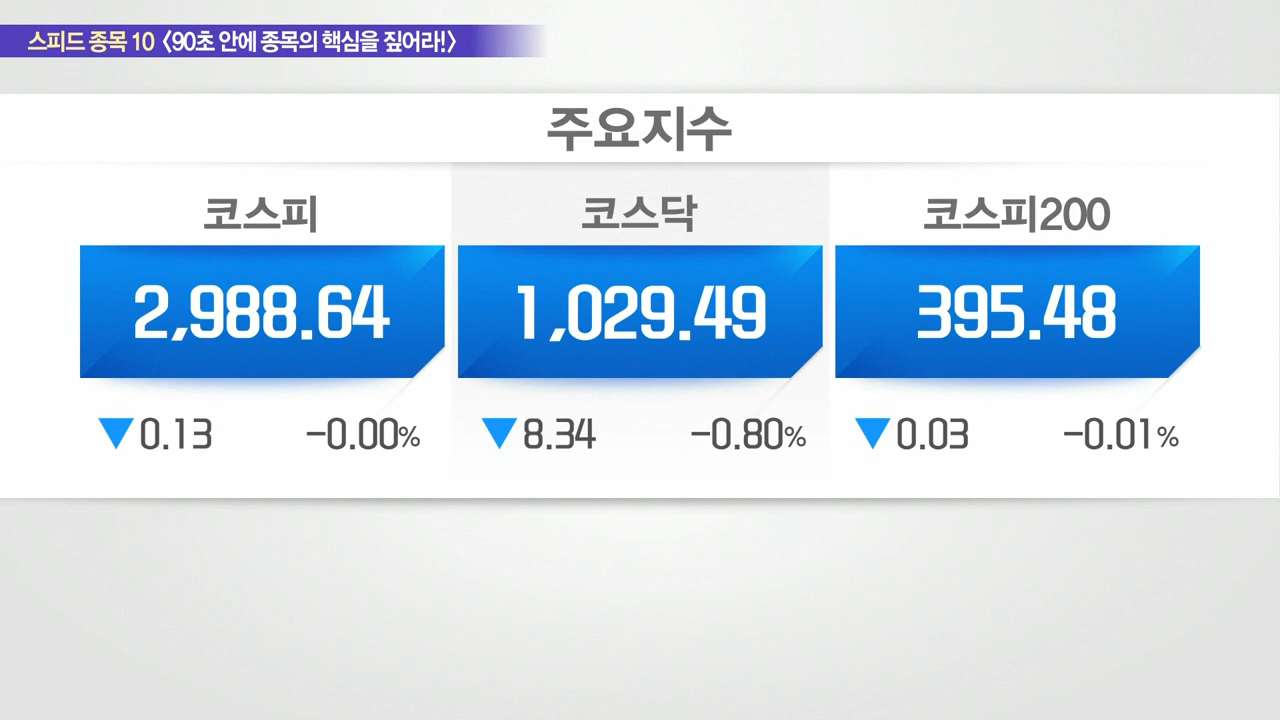 스피드 종목 10 〈90초 안에 종목의 핵심을 짚어라!〉
주요지수
코스피 코스닥 코스피200
2,988.64 1,029.49 395.48
▼0.13 -0.00% ▼8.34 -0.80% ▼0.03 -0.01%